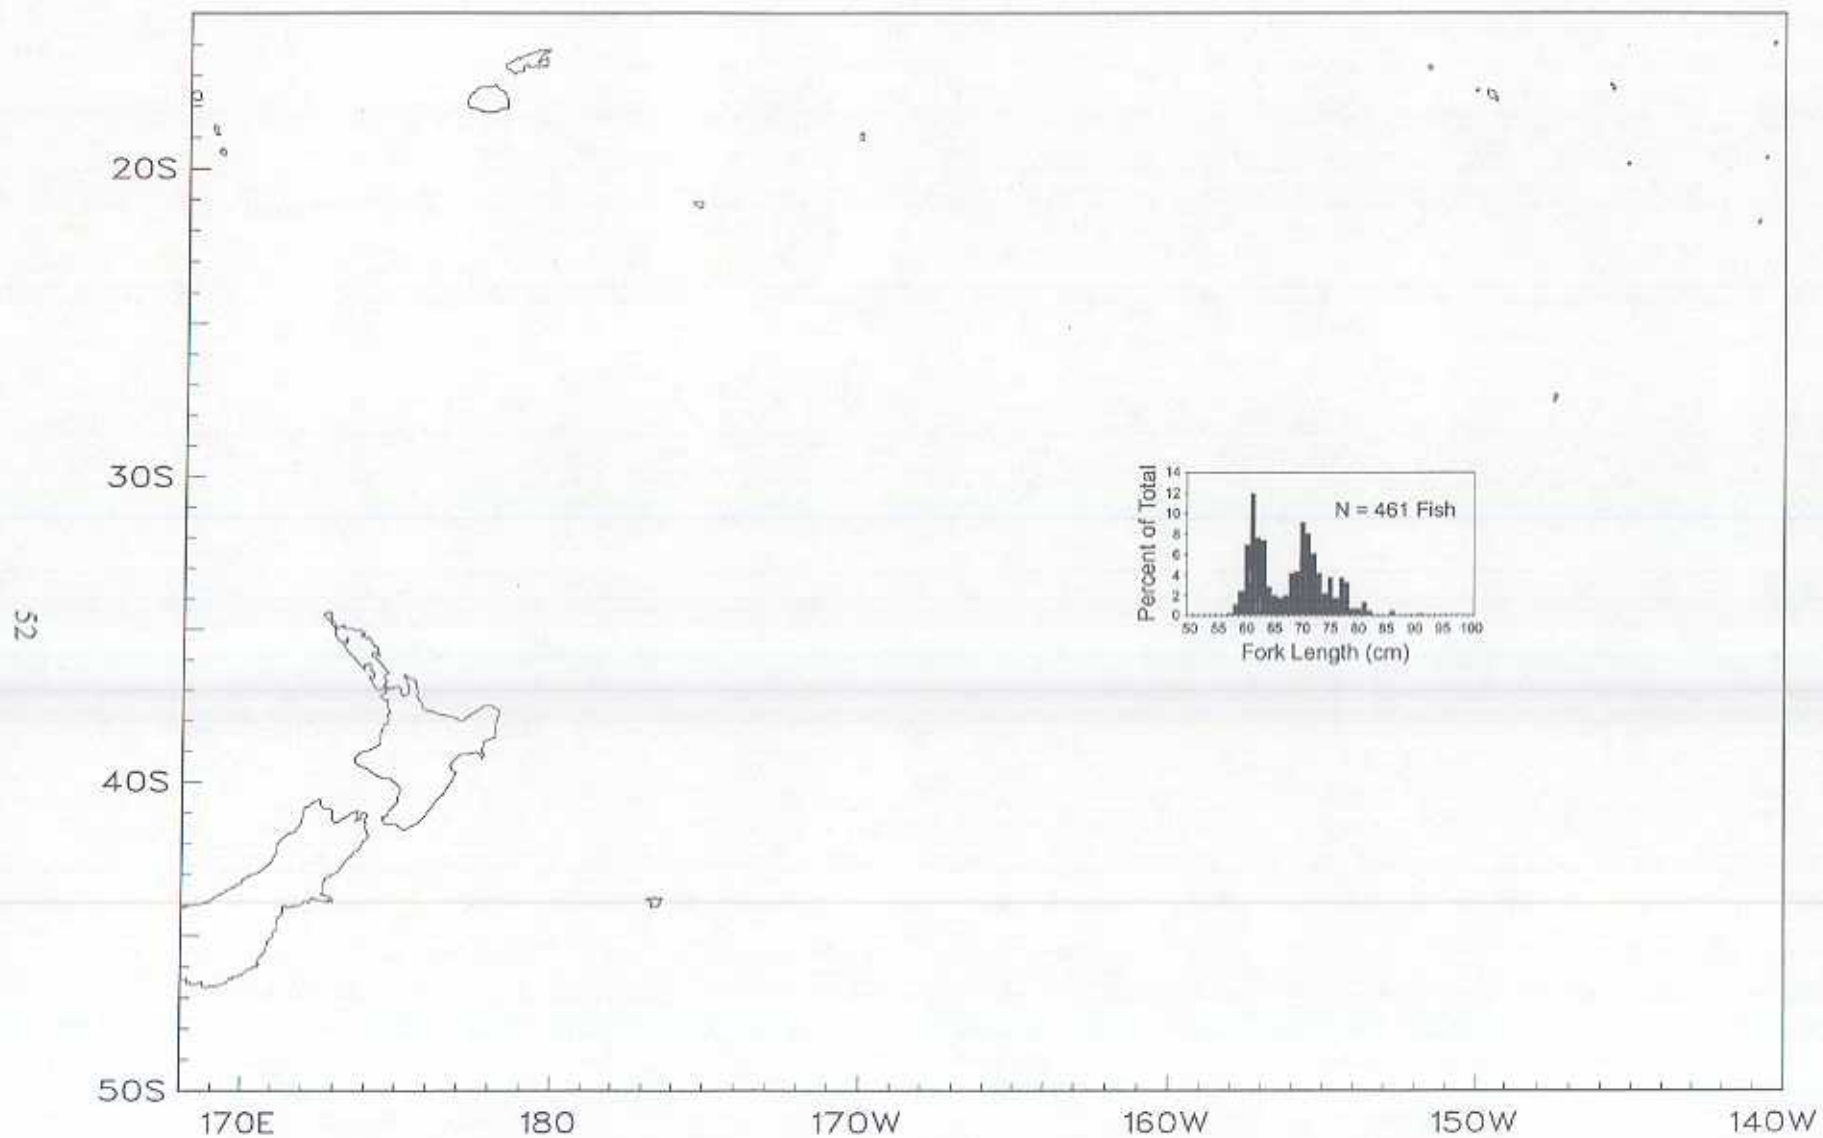 20S
30S
40S
50S
170E 180 170W 160W 150W 140W
Percent of Total
14
12
10
8
6
4
2
0
N = 461 Fish
50 55 60 65 70 75 80 85 90 95 100
Fork Length (cm)
52